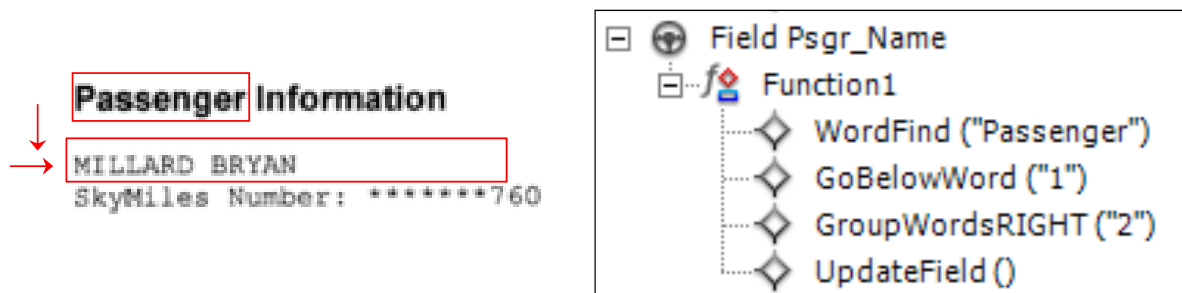 Passenger Information
MILLARD BRYAN
SkyMiles Number: *******760
Field Psgr_Name
Function1
WordFind ("Passenger")
GoBelowWord ("1")
GroupWordsRIGHT ("2")
UpdateField ()